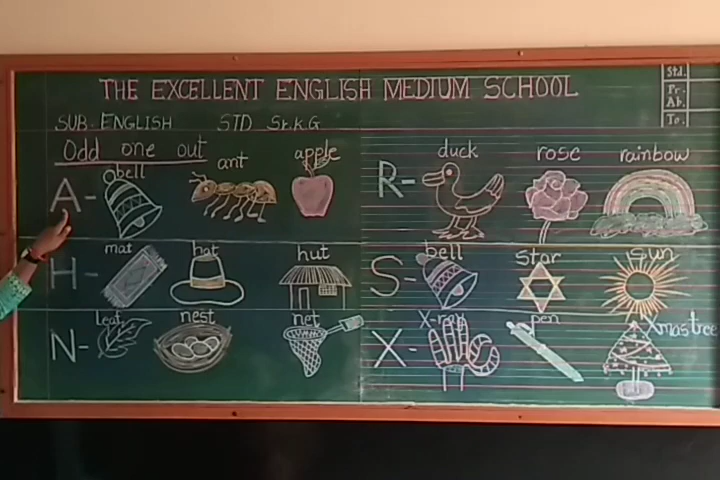 THE EXCELLENT ENGLISH MEDIUM SCHOOL
Std.
Pr.
Ab.
To.
SUB. ENGLISH STD Sr.K.G
Odd one out
A- bell ant apple
H- mat hat hut
N- leaf nest net
R- duck rose rainbow
S- bell star sun
X- X-ray pen Xmas tree